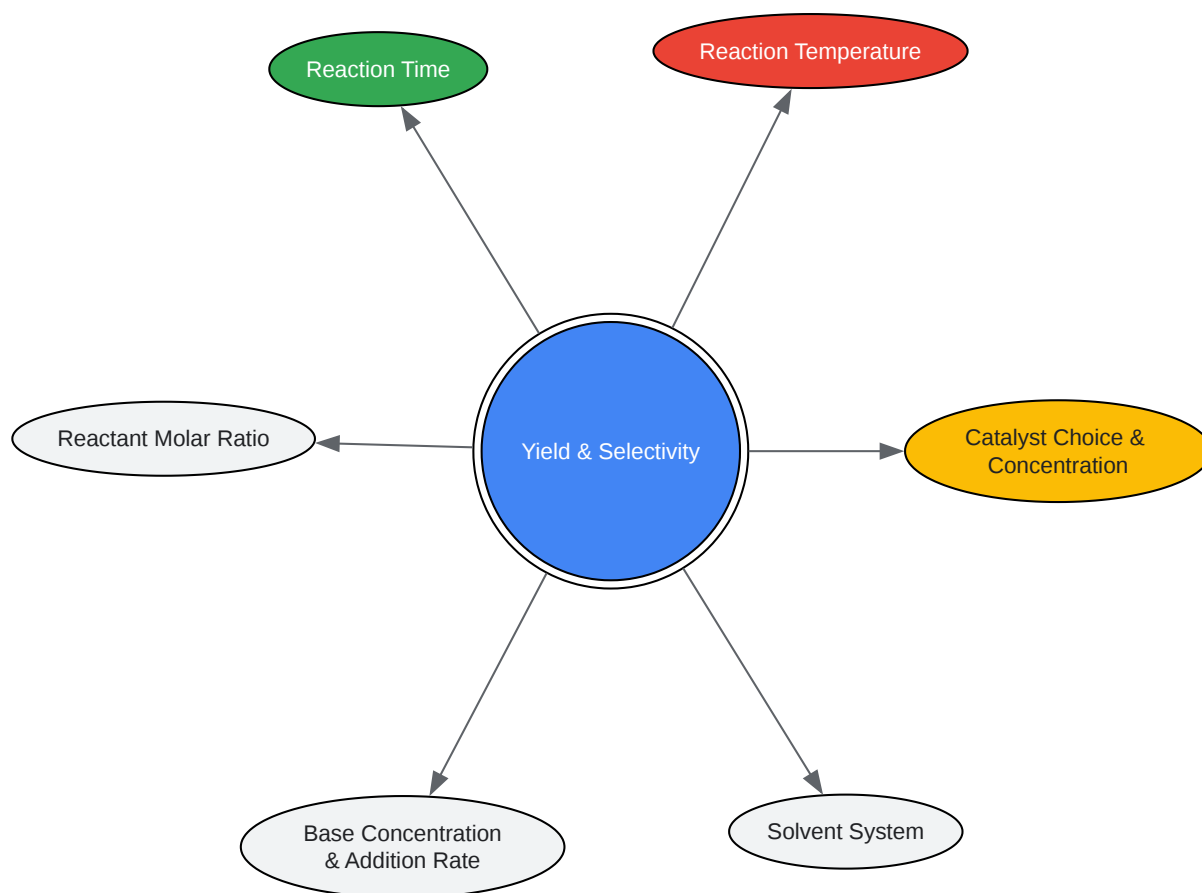 Reaction Temperature
Reaction Time
Reactant Molar Ratio
Yield & Selectivity
Catalyst Choice &
Concentration
Base Concentration
& Addition Rate
Solvent System